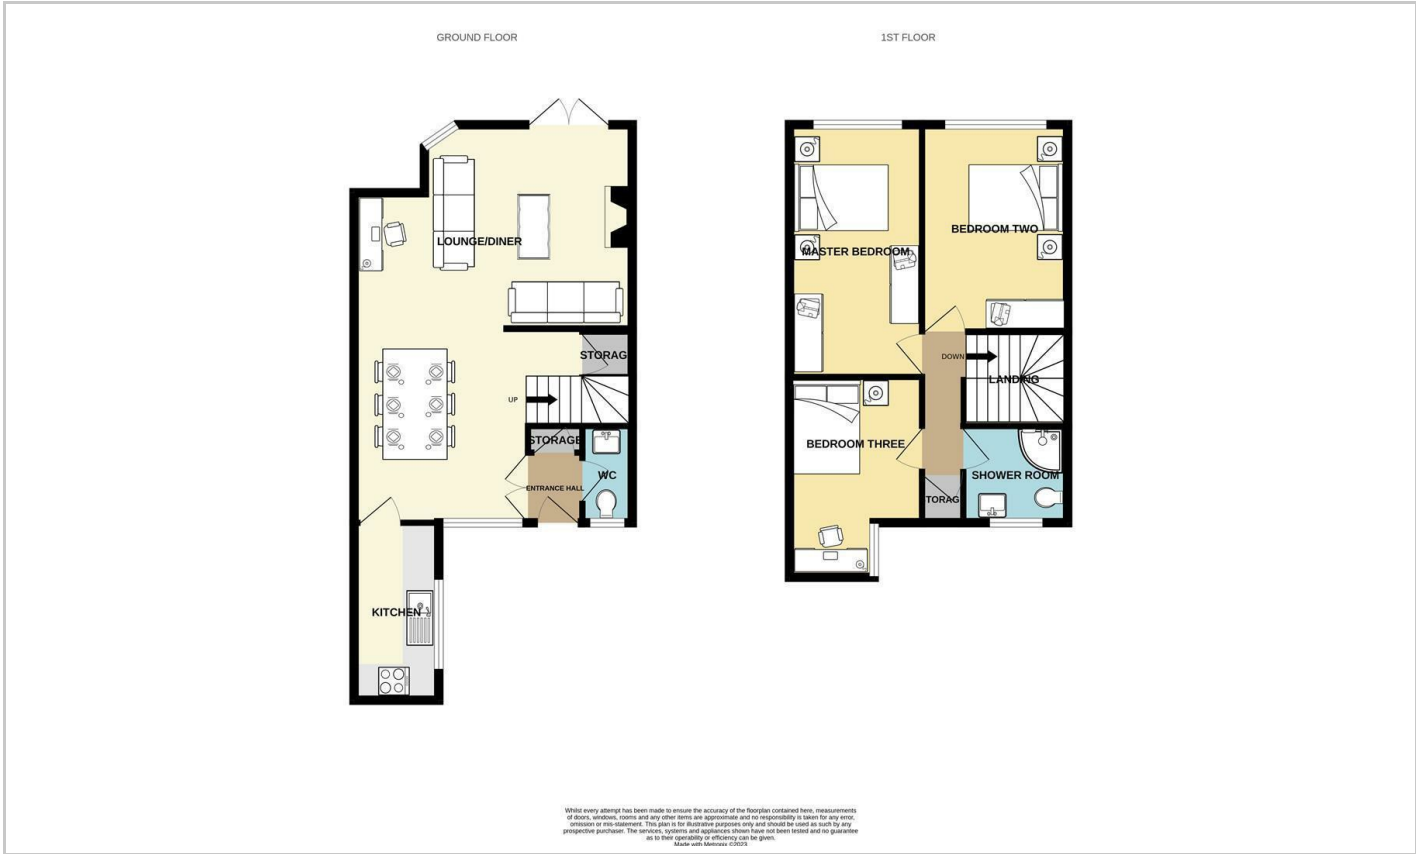 GROUND FLOOR
1ST FLOOR
LOUNGE/DINER
STORAG
UP
STORAGE
ENTRANCE HALL
WC
KITCHEN
MASTER BEDROOM
BEDROOM TWO
DOWN
LANDING
BEDROOM THREE
SHOWER ROOM
TORAG
Whilst every attempt has been made to ensure the accuracy of the floorplan contained here, measurements
of doors, windows, rooms and any other items are approximate and no responsibility is taken for any error,
omission or mis-statement. This plan is for illustrative purposes only and should be used as such by any
prospective purchaser. The services, systems and appliances shown have not been tested and no guarantee
as to their operability or efficiency can be given.
Made with Metropix ©2023